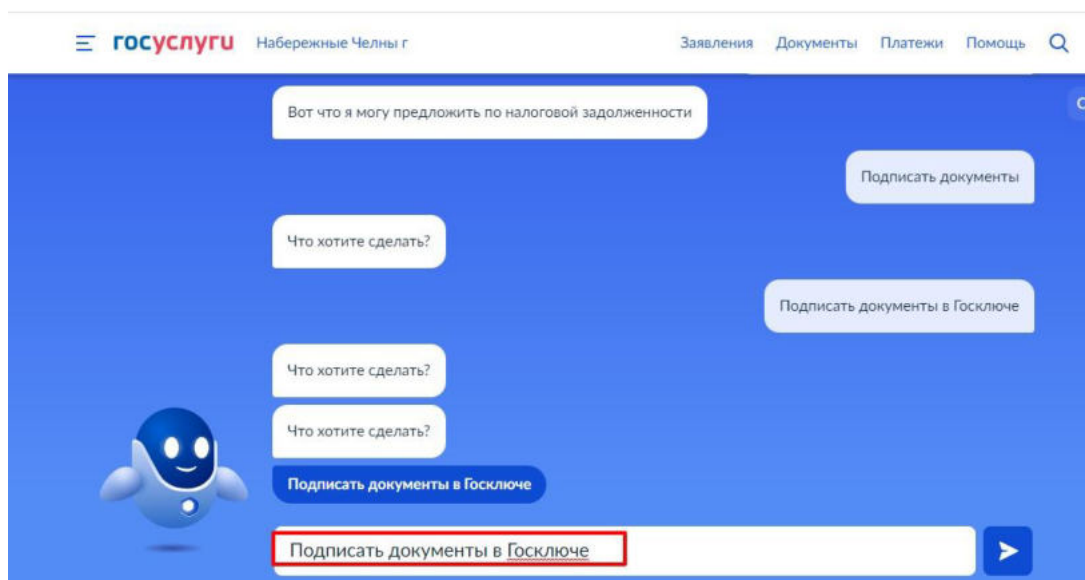 госуслуги Набережные Челны г Заявления Документы Платежи Помощь
Вот что я могу предложить по налоговой задолженности
Подписать документы
Что хотите сделать?
Подписать документы в Госключе
Что хотите сделать?
Что хотите сделать?
Подписать документы в Госключе
Подписать документы в Госключе